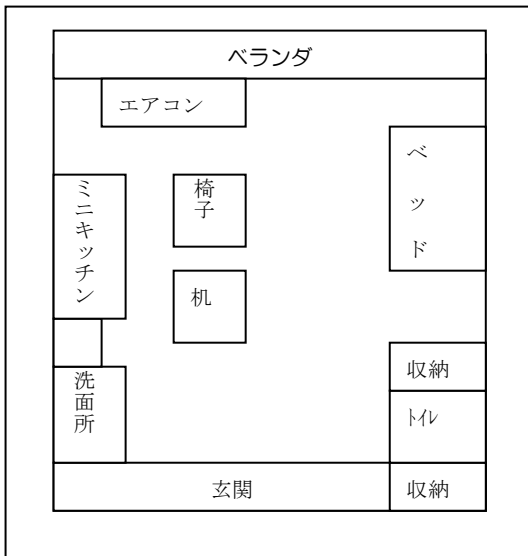 ベランダ
エアコン
ベッド
ミニキッチン
椅子
机
収納
洗面所
ﾄｲﾚ
玄関
収納